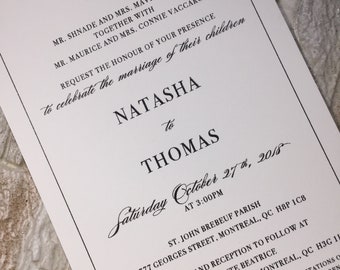 MR. SHNADE AND MRS.
TOGETHER WITH
MR. MAURICE AND MRS. CONNIE VACCARO
REQUEST THE HONOUR OF YOUR PRESENCE
to celebrate the marriage of their children
NATASHA
to
THOMAS
Saturday October 27th, 2018
AT 3:00PM
ST. JOHN BREBEUF PARISH
777 GEORGES STREET, MONTREAL, QC H8P 1C8
AND RECEPTION TO FOLLOW AT
BEATRICE
MONTREAL, QC H3G